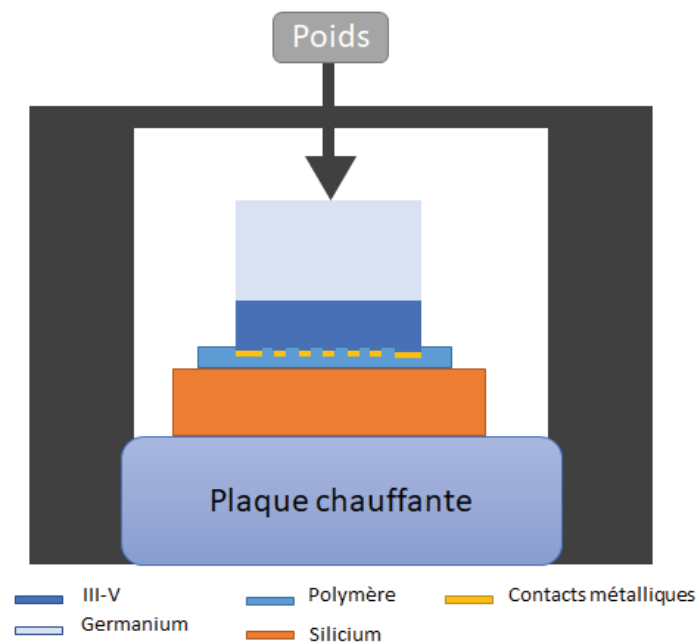 Poids
Plaque chauffante
III-V
Polymère
Contacts métalliques
Germanium
Silicium